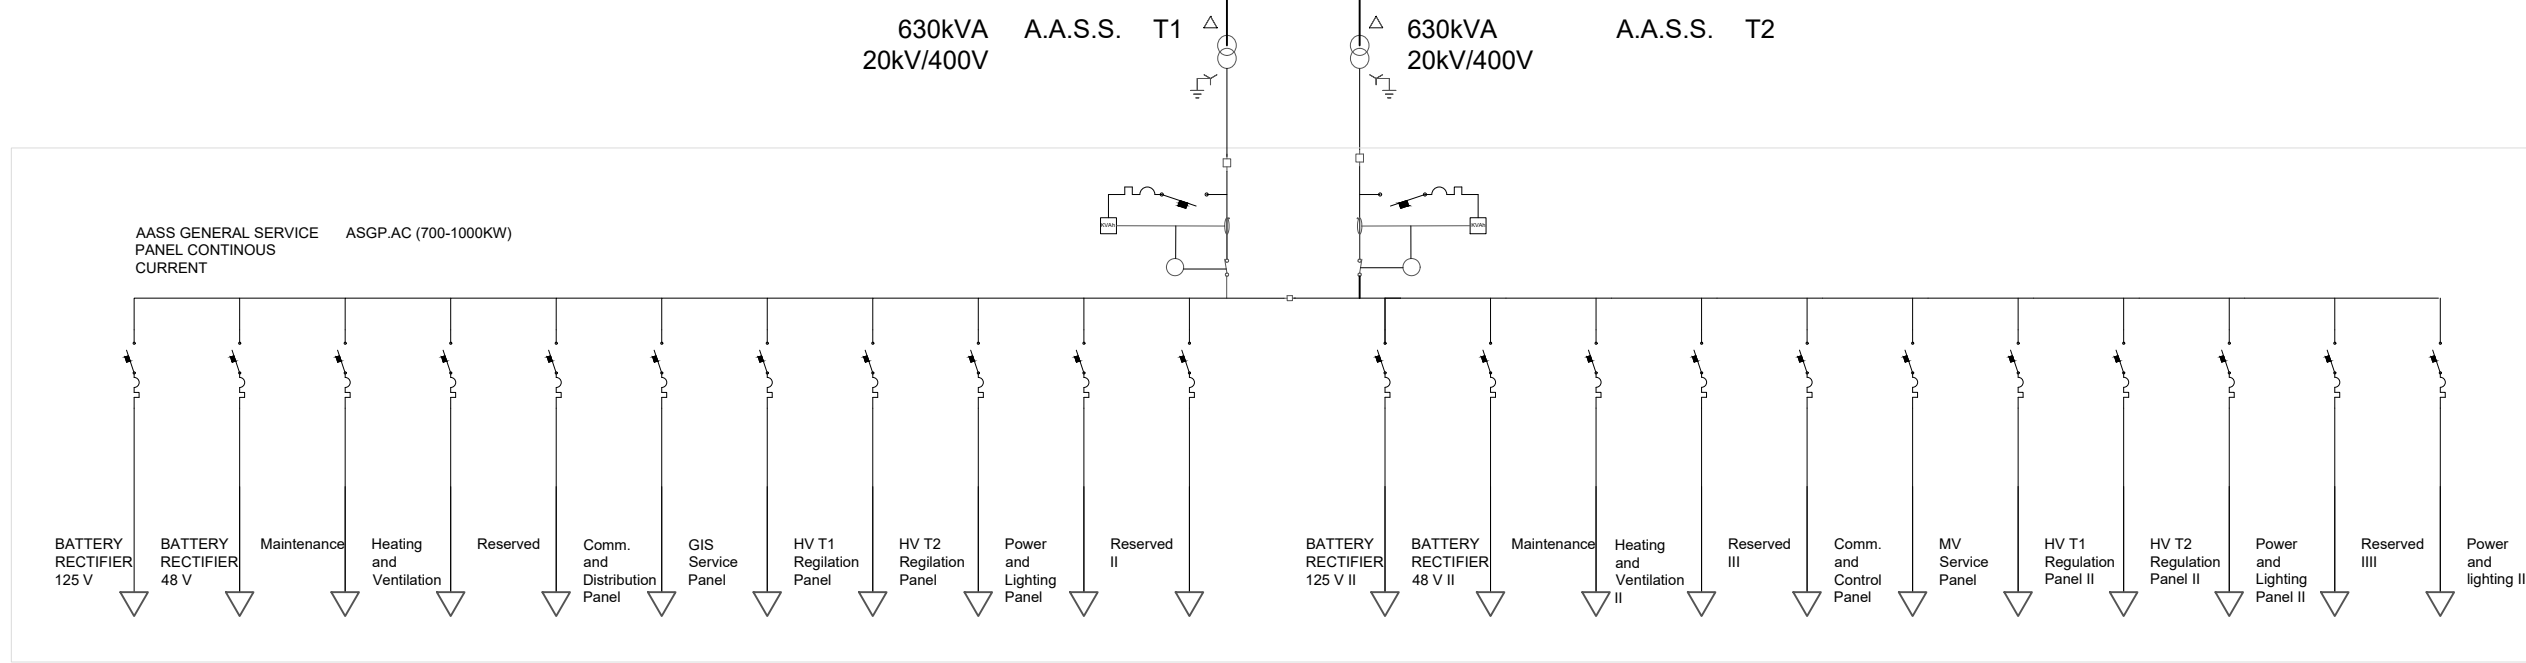 630kVA A.A.S.S. T1
20kV/400V
630kVA A.A.S.S. T2
20kV/400V
AASS GENERAL SERVICE ASGP.AC (700-1000KW)
PANEL CONTINOUS
CURRENT
KVAh
KVAh
BATTERY
RECTIFIER
125 V
BATTERY
RECTIFIER
48 V
Maintenance
Heating
and
Ventilation
Reserved
Comm.
and
Distribution
Panel
GIS
Service
Panel
HV T1
Regilation
Panel
HV T2
Regilation
Panel
Power
and
Lighting
Panel
Reserved
II
BATTERY
RECTIFIER
125 V II
BATTERY
RECTIFIER
48 V II
Maintenance
Heating
and
Ventilation
II
Reserved
III
Comm.
and
Control
Panel
MV
Service
Panel
HV T1
Regulation
Panel II
HV T2
Regulation
Panel II
Power
and
Lighting
Panel II
Reserved
IIII
Power
and
lighting II